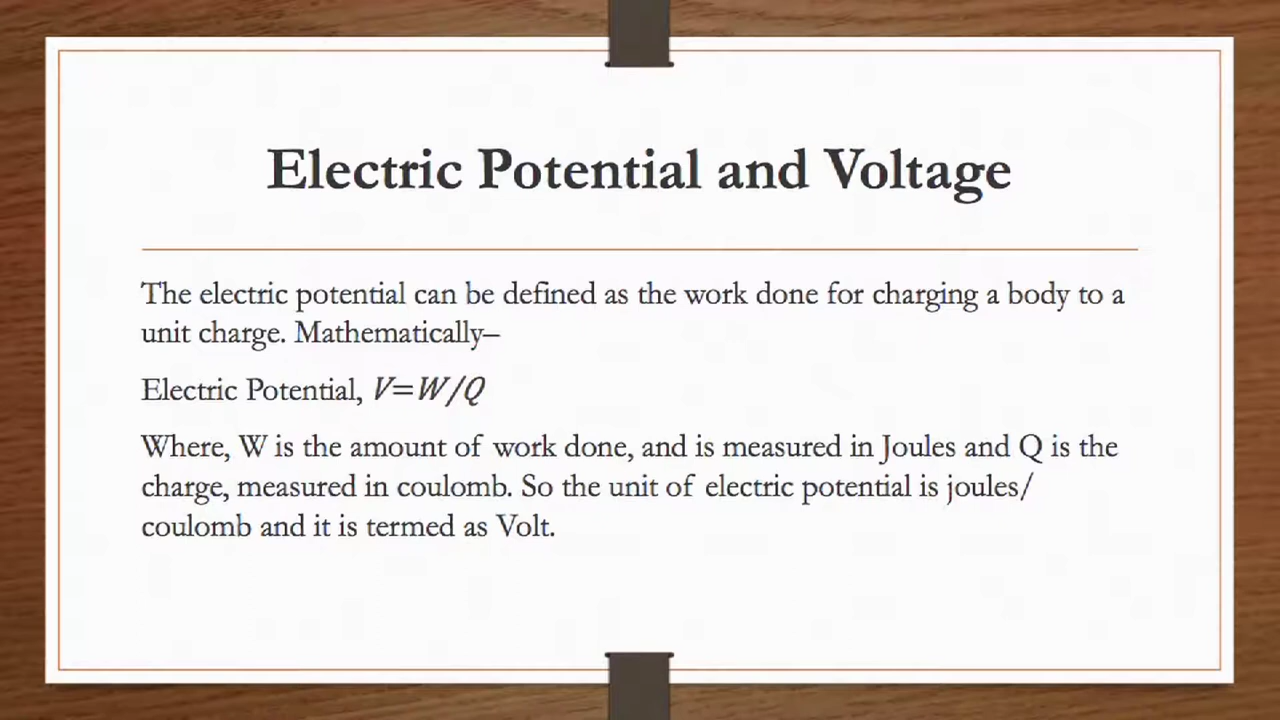 Electric Potential and Voltage
The electric potential can be defined as the work done for charging a body to a
unit charge. Mathematically–
Electric Potential, V=W/Q
Where, W is the amount of work done, and is measured in Joules and Q is the
charge, measured in coulomb. So the unit of electric potential is joules/
coulomb and it is termed as Volt.